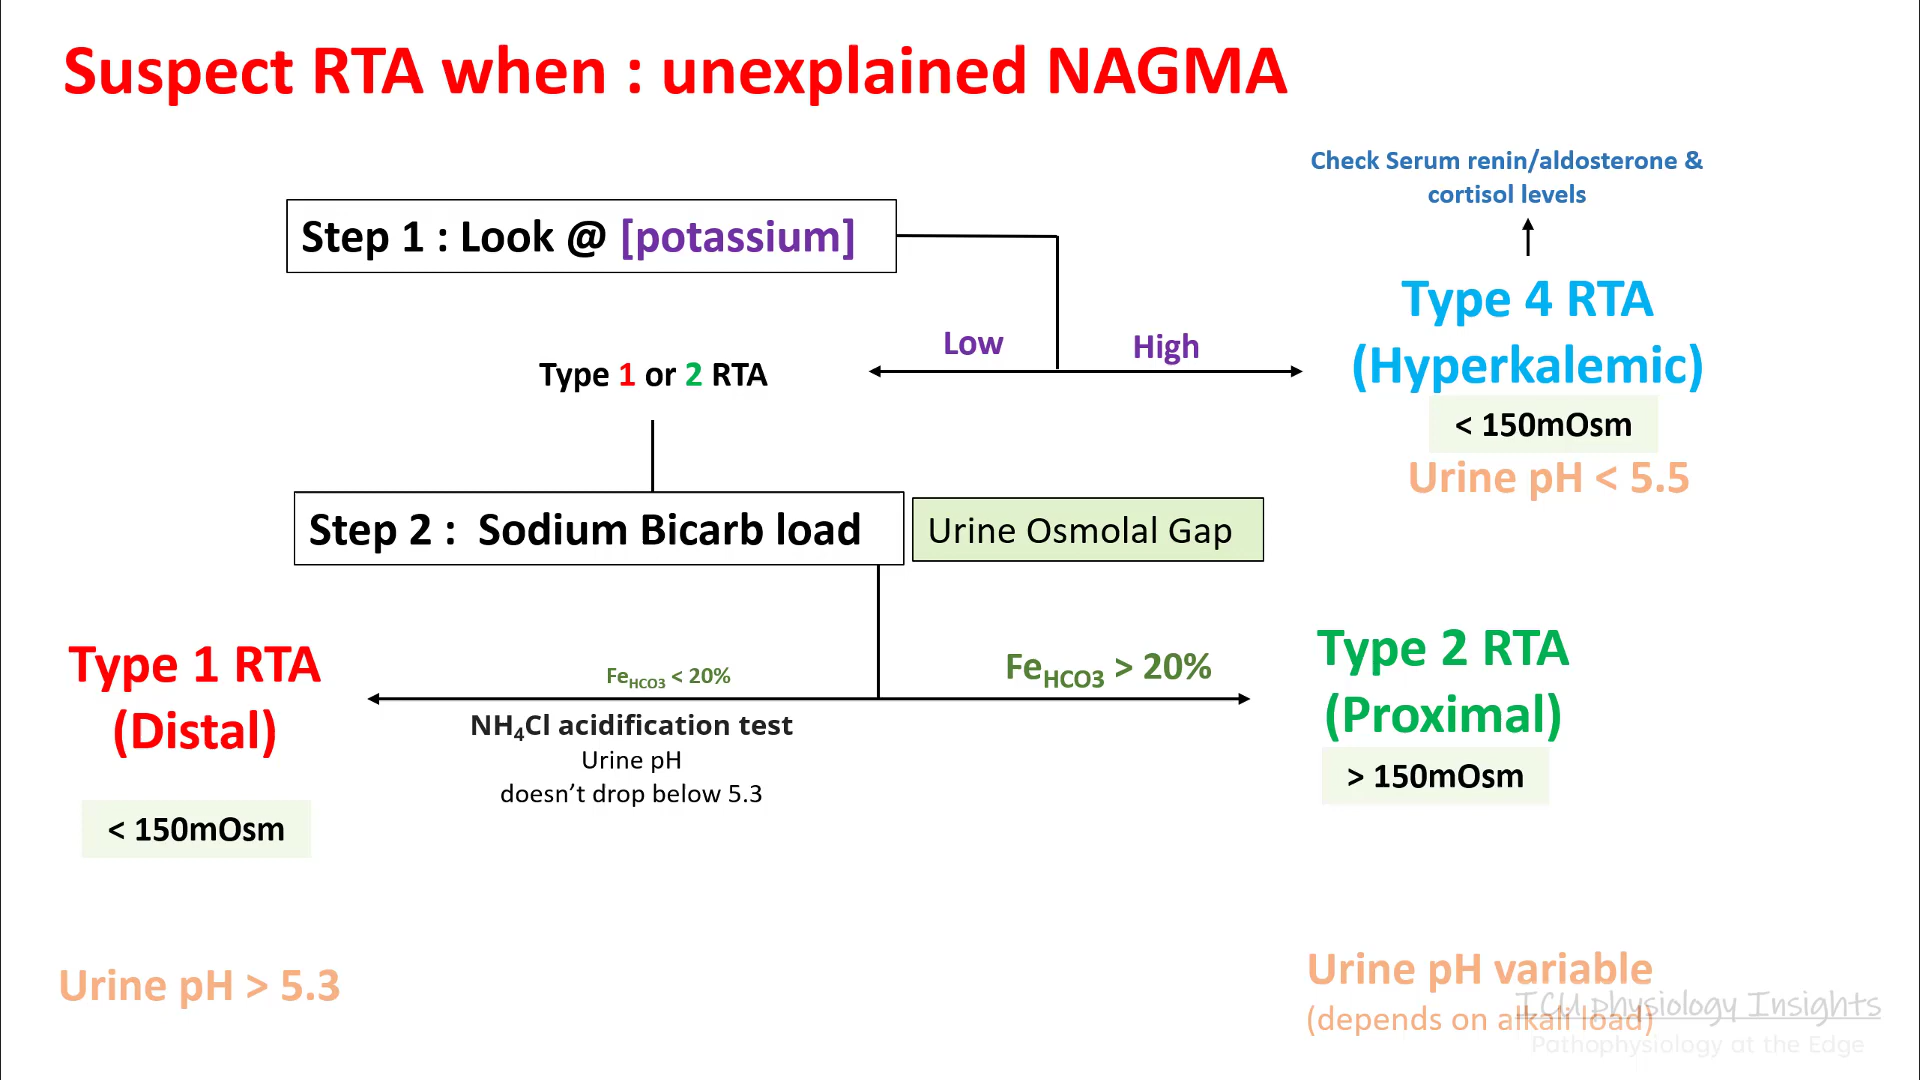 Suspect RTA when : unexplained NAGMA
Check Serum renin/aldosterone &
cortisol levels
Step 1 : Look @ [potassium]
Type 4 RTA
(Hyperkalemic)
< 150mOsm
Urine pH < 5.5
Low
High
Type 1 or 2 RTA
Step 2 : Sodium Bicarb load
Urine Osmolal Gap
Type 1 RTA
(Distal)
< 150mOsm
FeHCO3 < 20%
NH4Cl acidification test
Urine pH
doesn't drop below 5.3
FeHCO3 > 20%
Type 2 RTA
(Proximal)
> 150mOsm
Urine pH > 5.3
Urine pH variable
(depends on alkali load)
ICU physiology Insights
Pathophysiology at the Edge